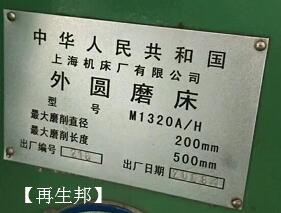 中华人民共和国
上海机床厂有限公司
外圆磨床
型号 M1320A/H
最大磨削直径 200mm
最大磨削长度 500mm
出厂编号 出厂日期
【再生邦】